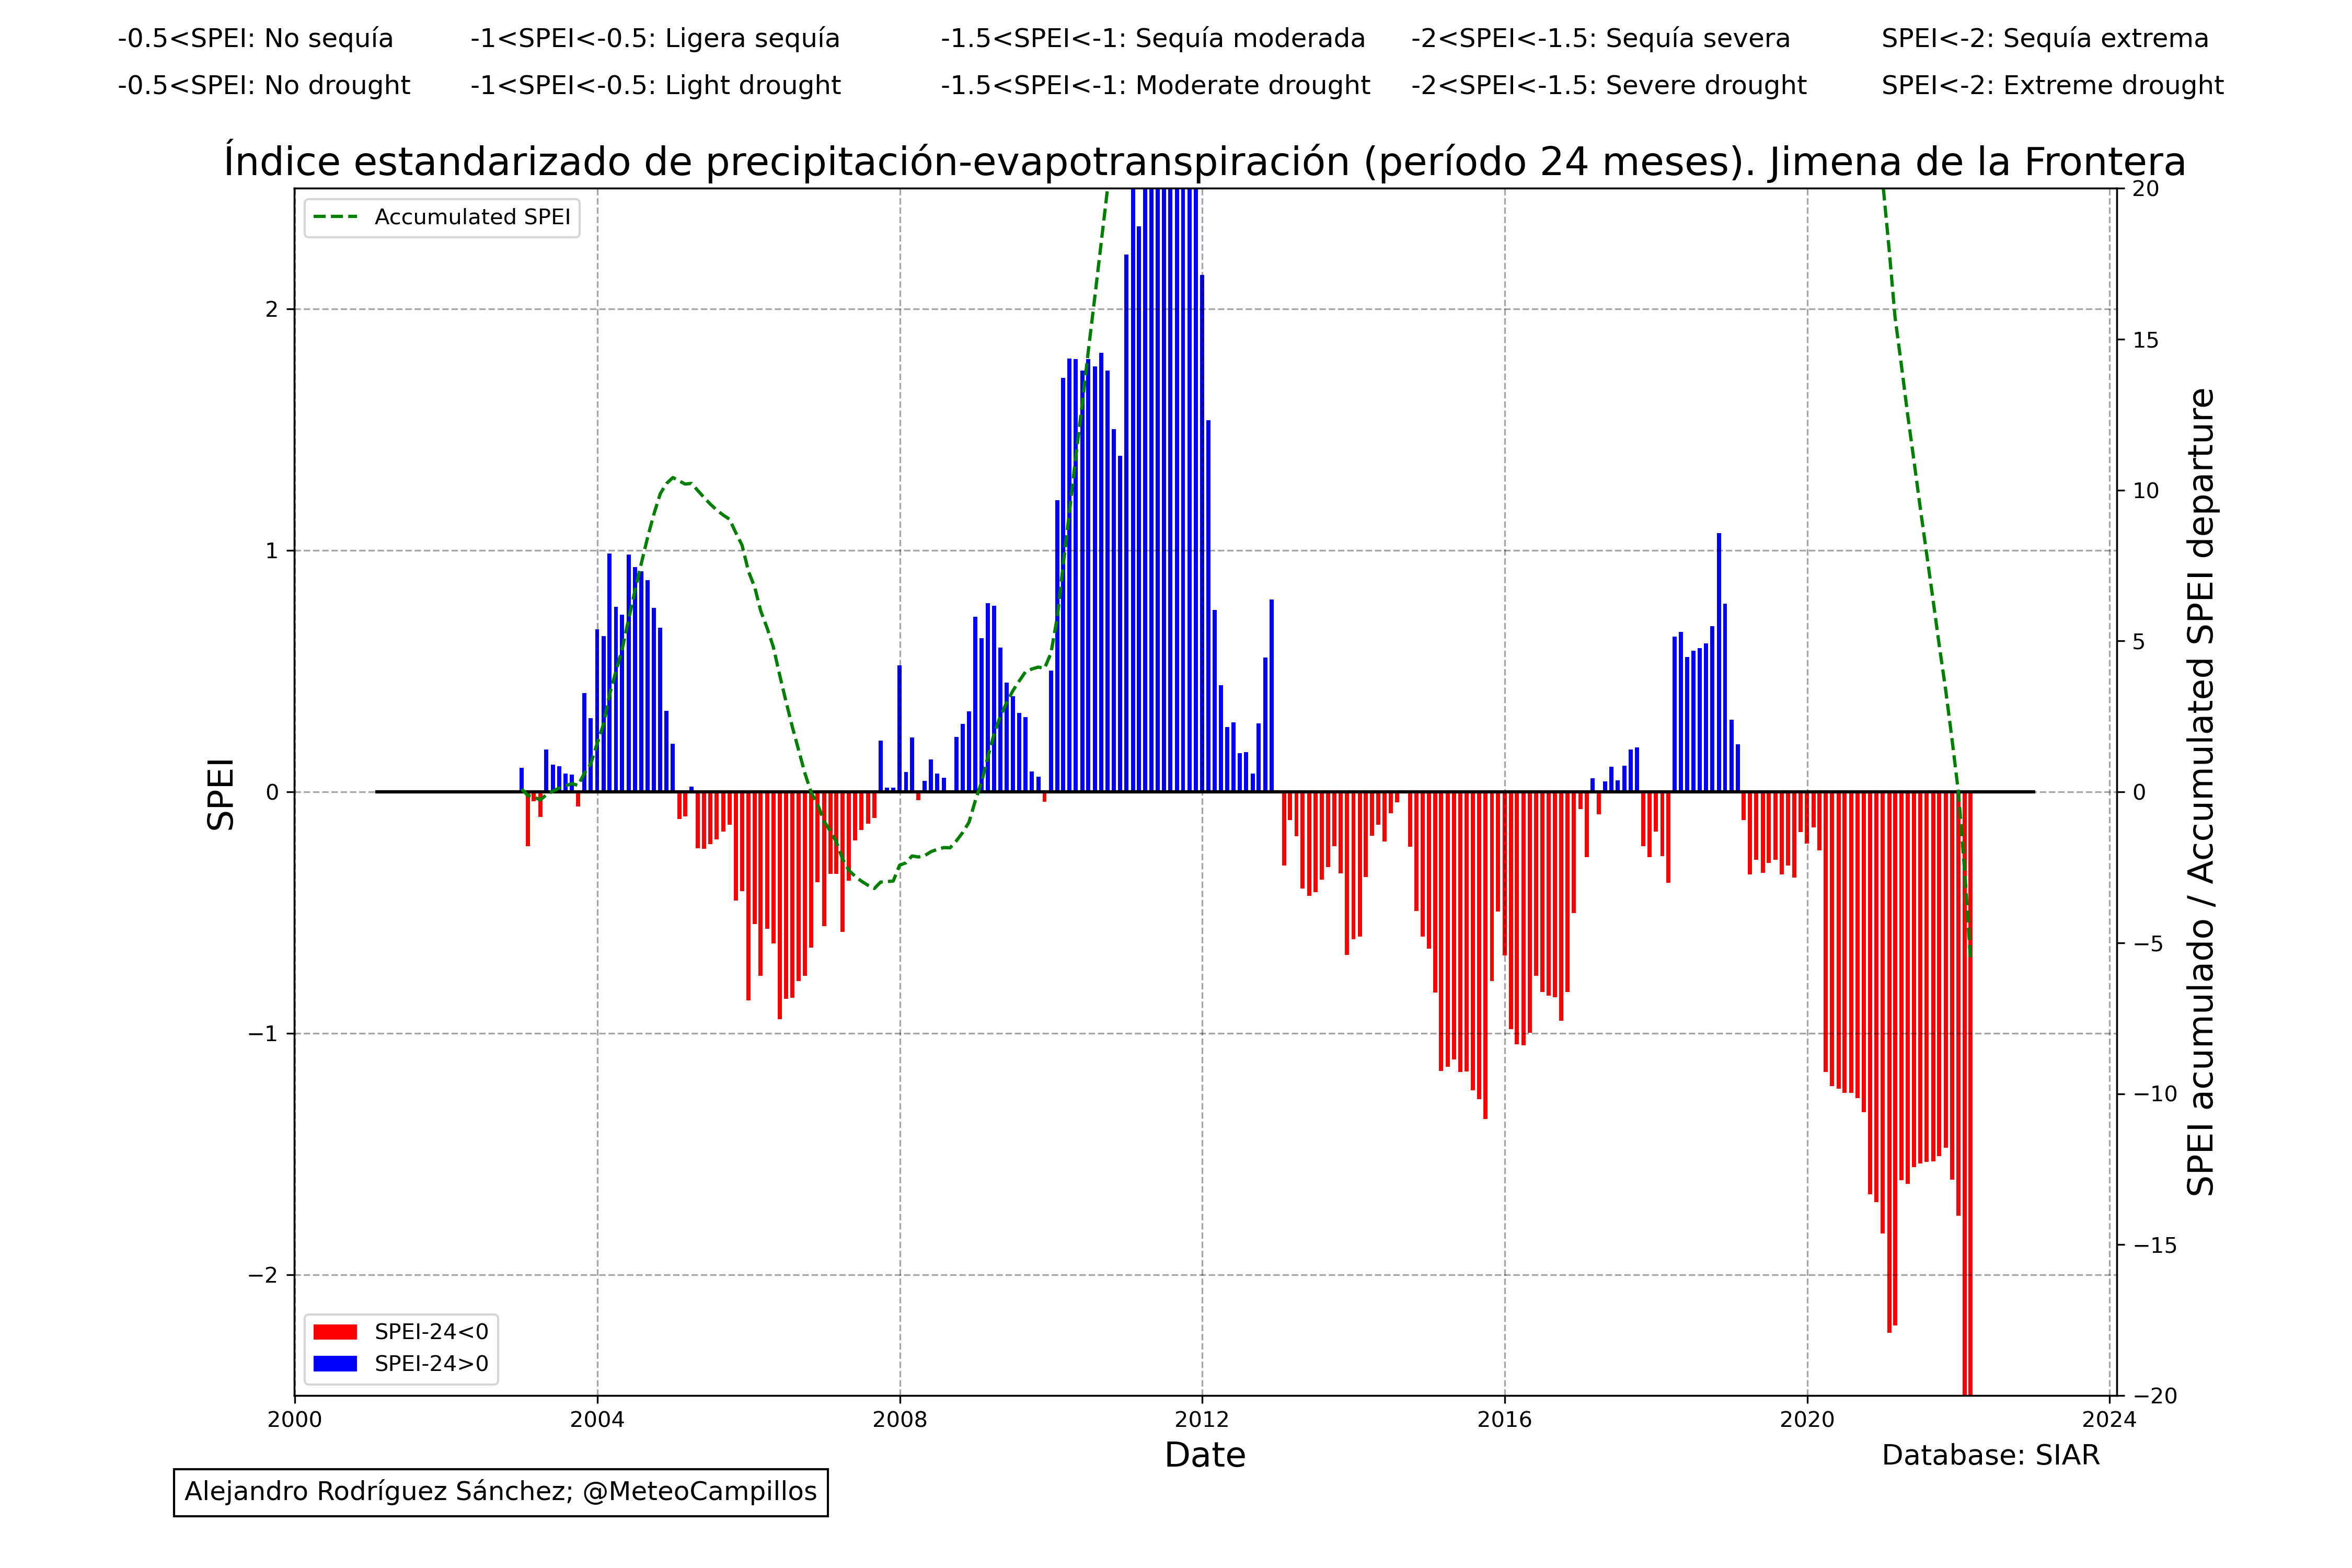 -0.5<SPEI: No sequía -1<SPEI<-0.5: Ligera sequía -1.5<SPEI<-1: Sequía moderada -2<SPEI<-1.5: Sequía severa SPEI<-2: Sequía extrema
-0.5<SPEI: No drought -1<SPEI<-0.5: Light drought -1.5<SPEI<-1: Moderate drought -2<SPEI<-1.5: Severe drought SPEI<-2: Extreme drought
Índice estandarizado de precipitación-evapotranspiración (período 24 meses). Jimena de la Frontera
Accumulated SPEI
SPEI
2
1
0
−1
−2
20
15
10
5
0
−5
−10
−15
−20
SPEI acumulado / Accumulated SPEI departure
SPEI-24<0
SPEI-24>0
2000 2004 2008 2012 2016 2020 2024
Date
Database: SIAR
Alejandro Rodríguez Sánchez; @MeteoCampillos